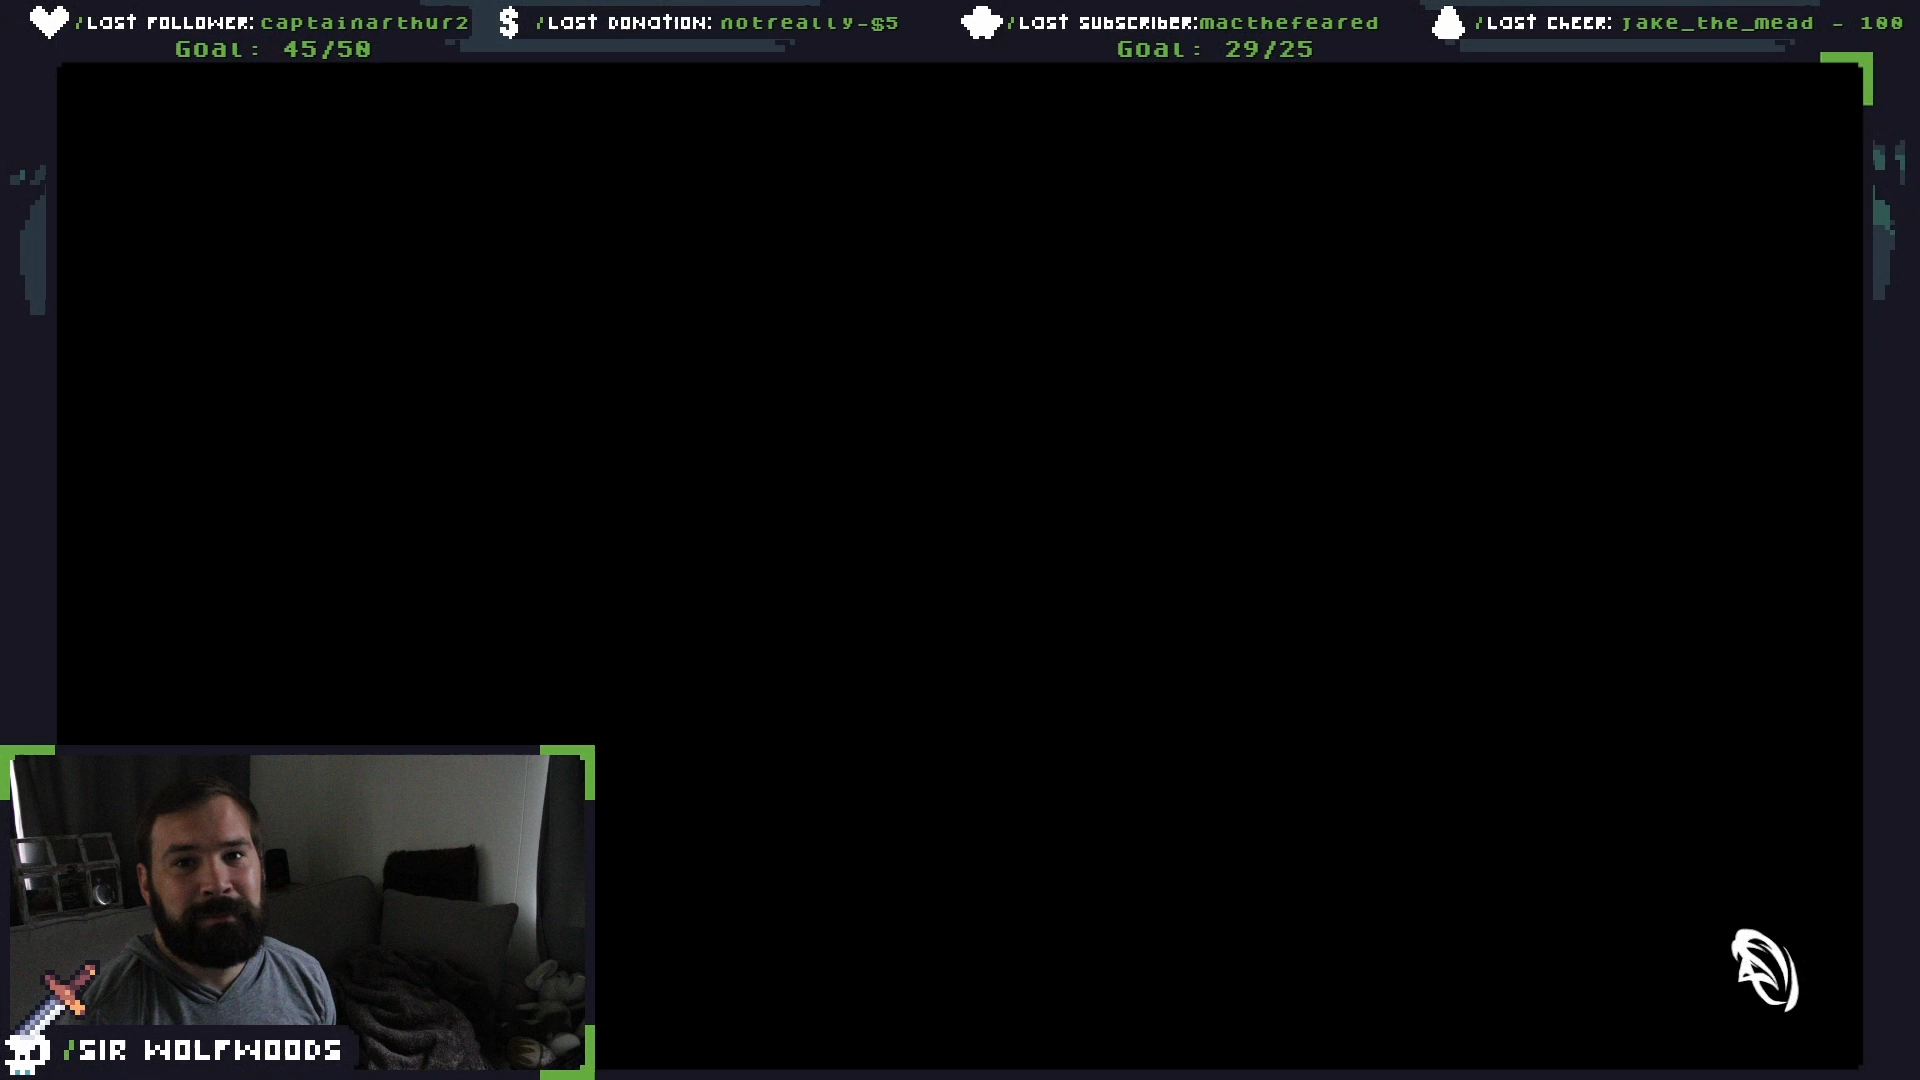 /Last Follower: captainarthur2
Goal: 45/50
$ /Last Donation: notreally-$5
/Last Subscriber:macthefeared
Goal: 29/25
/Last Cheer: jake_the_mead - 100
/Sir Wolfwoods